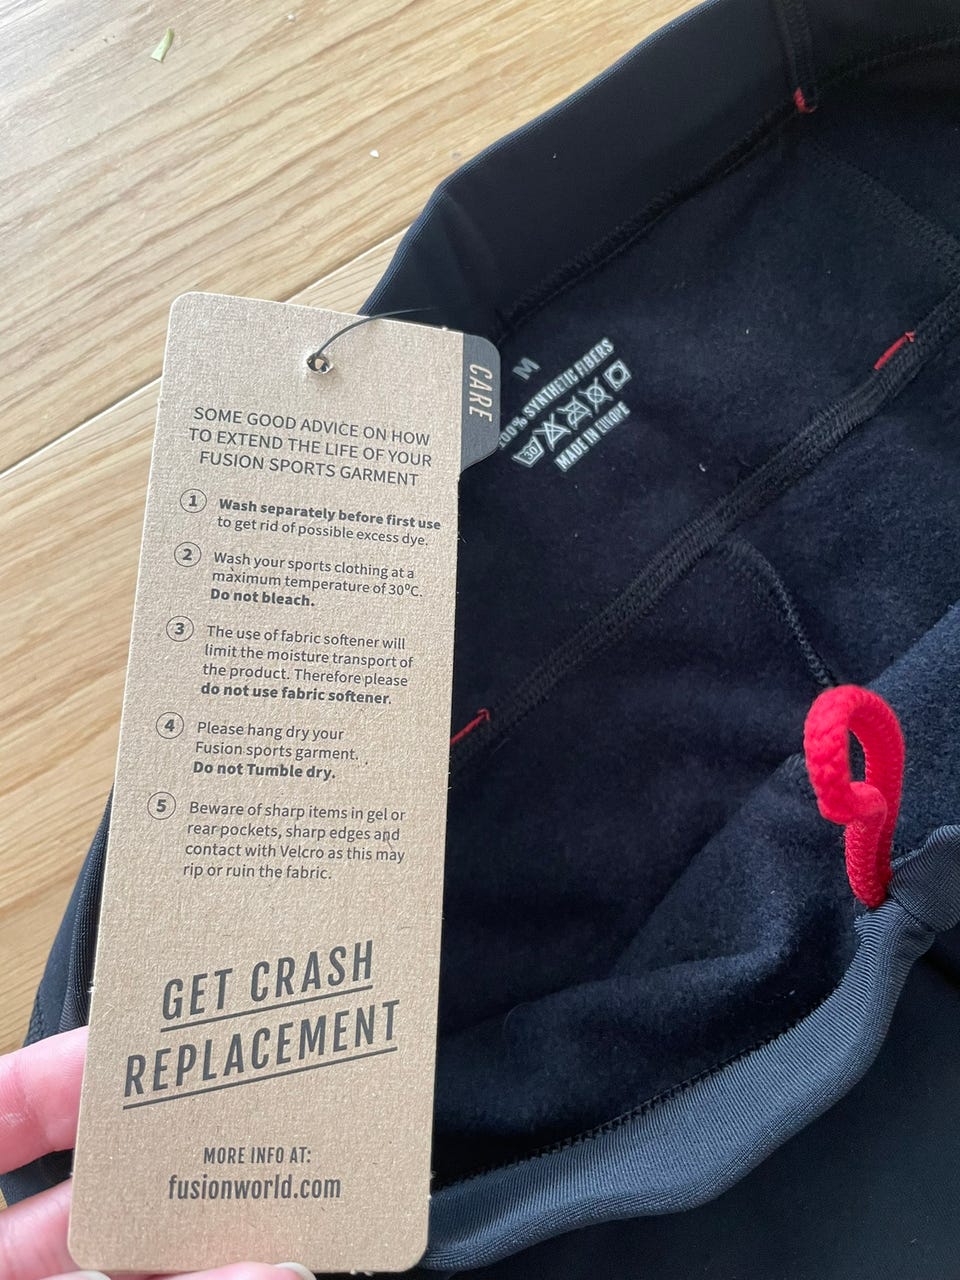 CARE
SOME GOOD ADVICE ON HOW
TO EXTEND THE LIFE OF YOUR
FUSION SPORTS GARMENT
1 Wash separately before first use
to get rid of possible excess dye.
2 Wash your sports clothing at a
maximum temperature of 30°C.
Do not bleach.
3 The use of fabric softener will
limit the moisture transport of
the product. Therefore please
do not use fabric softener.
4 Please hang dry your
Fusion sports garment.
Do not Tumble dry.
5 Beware of sharp items in gel or
rear pockets, sharp edges and
contact with Velcro as this may
rip or ruin the fabric.
GET CRASH
REPLACEMENT
MORE INFO AT:
fusionworld.com
M
100% SYNTHETIC FIBERS
30
MADE IN EUROPE